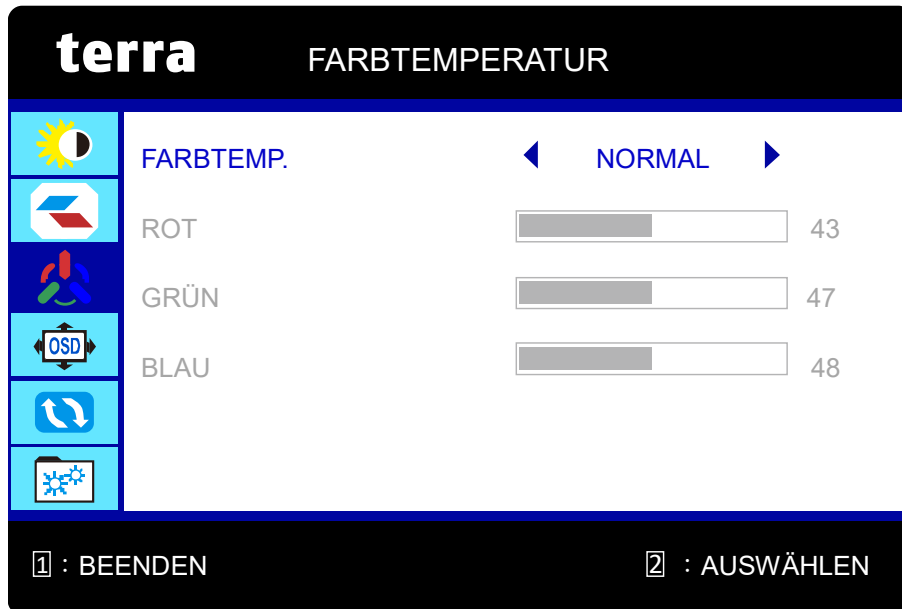 terra FARBTEMPERATUR
FARBTEMP. NORMAL
ROT 43
GRÜN 47
OSD
BLAU 48
1 : BEENDEN 2 : AUSWÄHLEN